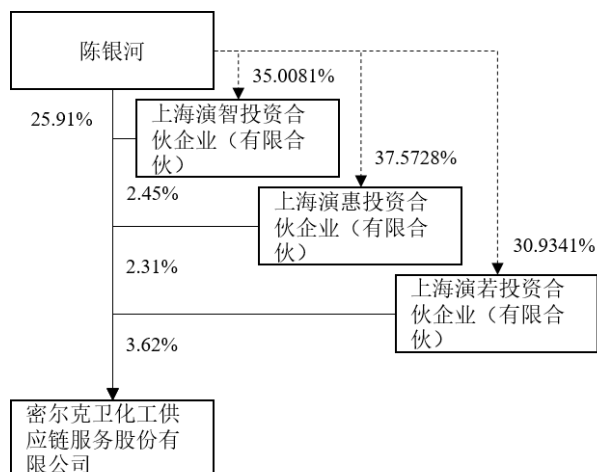 陈银河
35.0081%
25.91%
上海演智投资合
伙企业（有限合
伙）
37.5728%
2.45%
上海演惠投资合
伙企业（有限合
伙）
30.9341%
2.31%
上海演若投资合
伙企业（有限合
伙）
3.62%
密尔克卫化工供
应链服务股份有
限公司